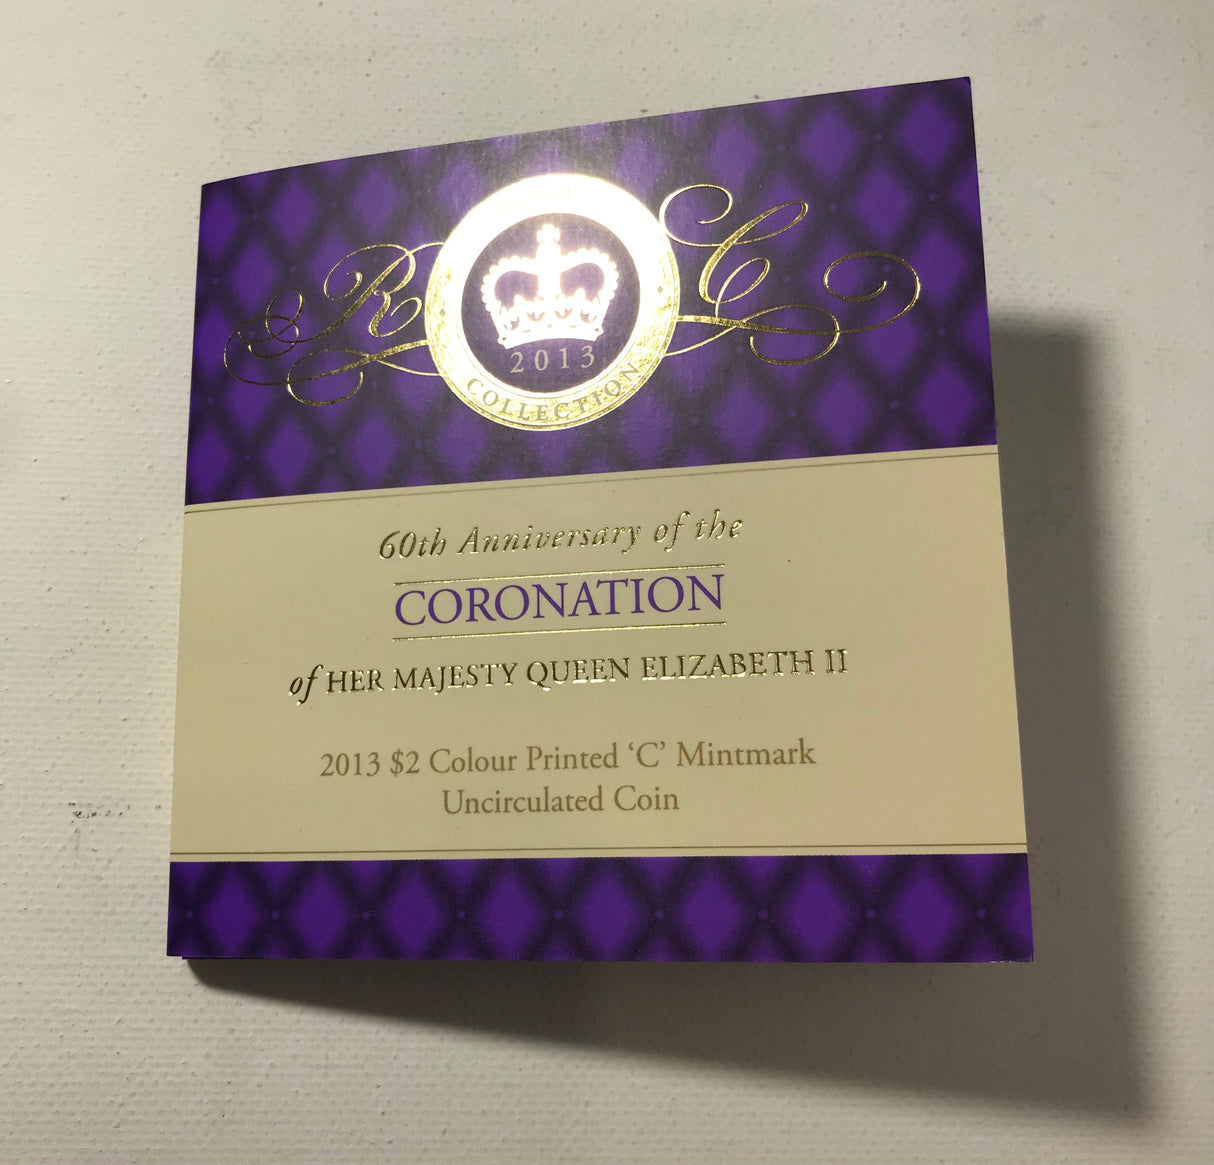 R C
2013
COLLECTION
60th Anniversary of the
CORONATION
of HER MAJESTY QUEEN ELIZABETH II
2013 $2 Colour Printed ‘C’ Mintmark
Uncirculated Coin